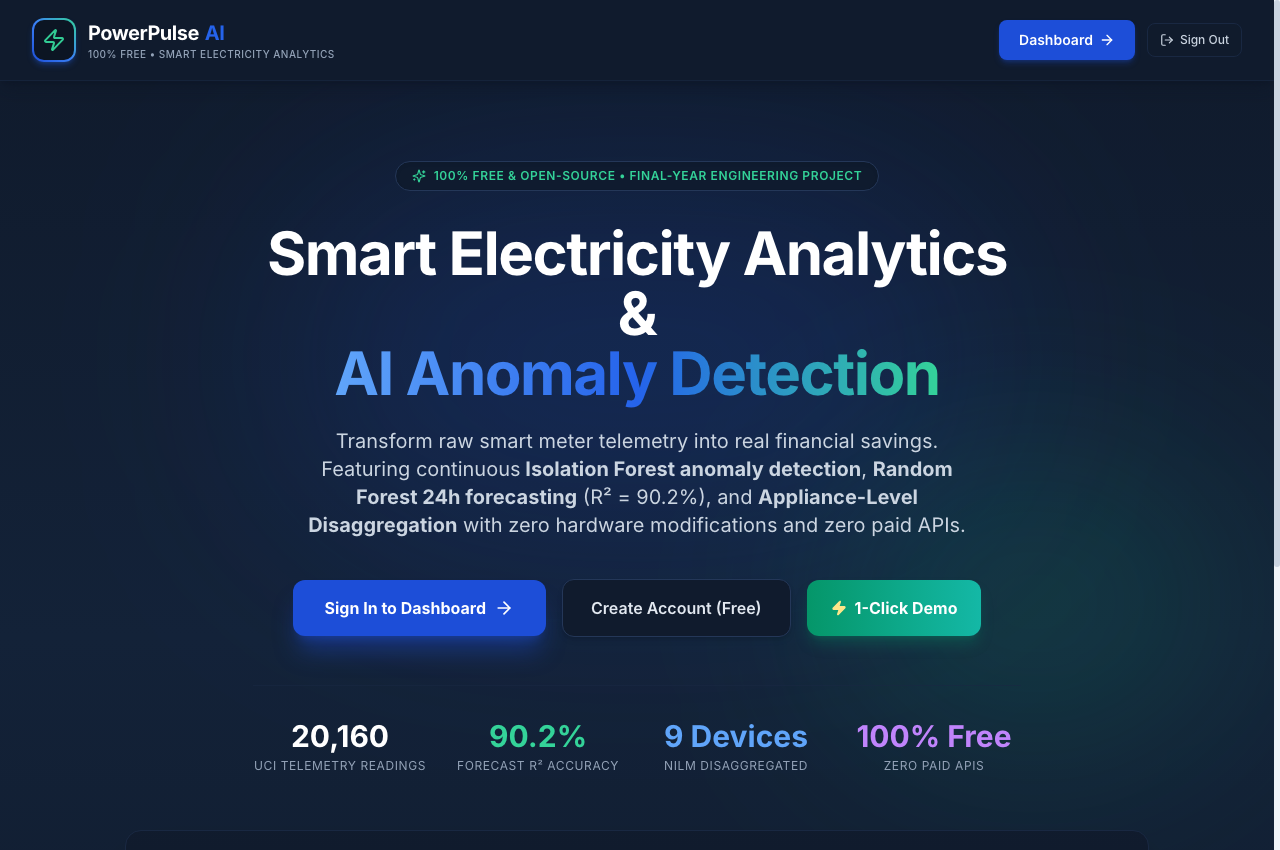 PowerPulse AI
100% FREE • SMART ELECTRICITY ANALYTICS
Dashboard
Sign Out
100% FREE & OPEN-SOURCE • FINAL-YEAR ENGINEERING PROJECT
Smart Electricity Analytics
&
AI Anomaly Detection
Transform raw smart meter telemetry into real financial savings.
Featuring continuous Isolation Forest anomaly detection, Random
Forest 24h forecasting (R² = 90.2%), and Appliance-Level
Disaggregation with zero hardware modifications and zero paid APIs.
Sign In to Dashboard
Create Account (Free)
1-Click Demo
20,160
UCI TELEMETRY READINGS
90.2%
FORECAST R² ACCURACY
9 Devices
NILM DISAGGREGATED
100% Free
ZERO PAID APIS